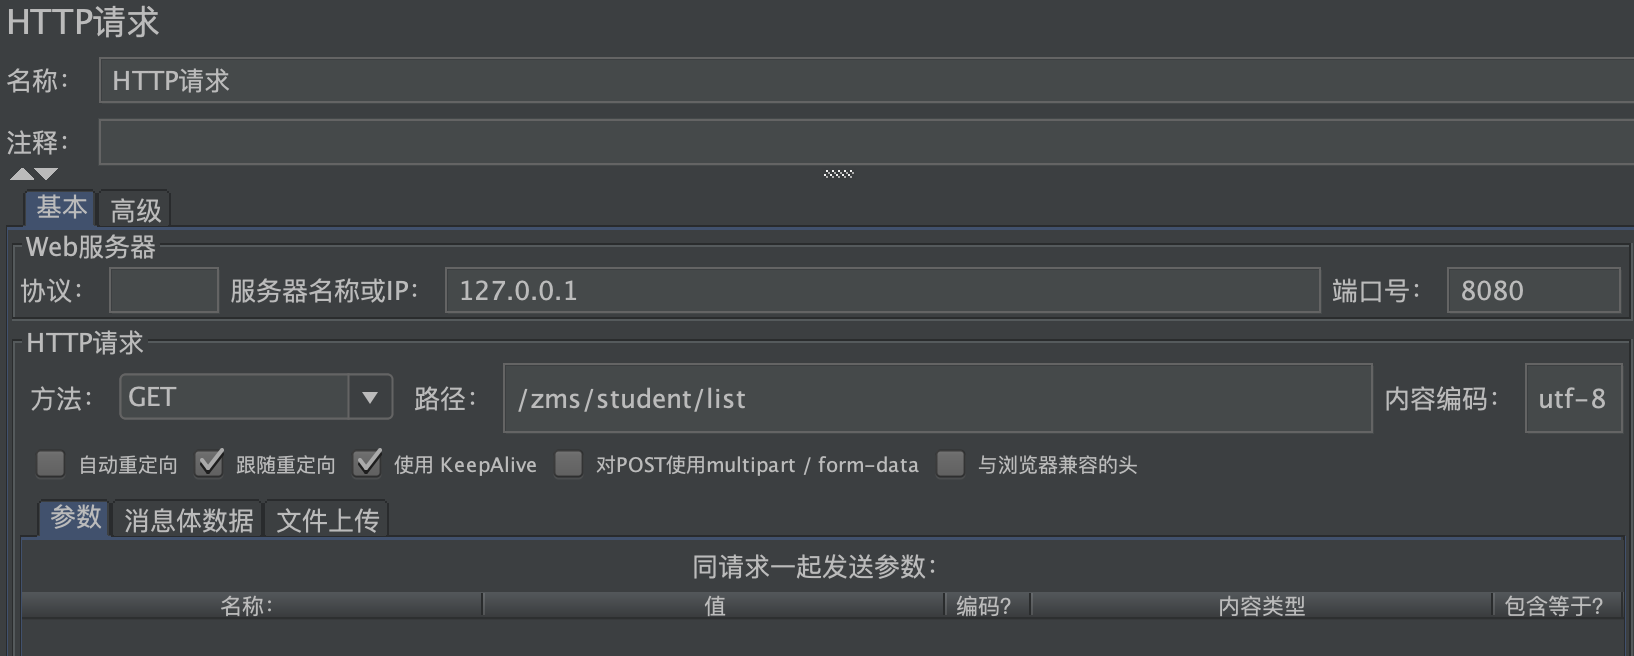 HTTP请求
名称： HTTP请求
注释：
基本 高级
Web服务器
协议： 服务器名称或IP： 127.0.0.1 端口号： 8080
HTTP请求
方法： GET 路径： /zms/student/list 内容编码： utf-8
自动重定向 跟随重定向 使用 KeepAlive 对POST使用multipart / form-data 与浏览器兼容的头
参数 消息体数据 文件上传
同请求一起发送参数：
名称: 值 编码? 内容类型 包含等于?